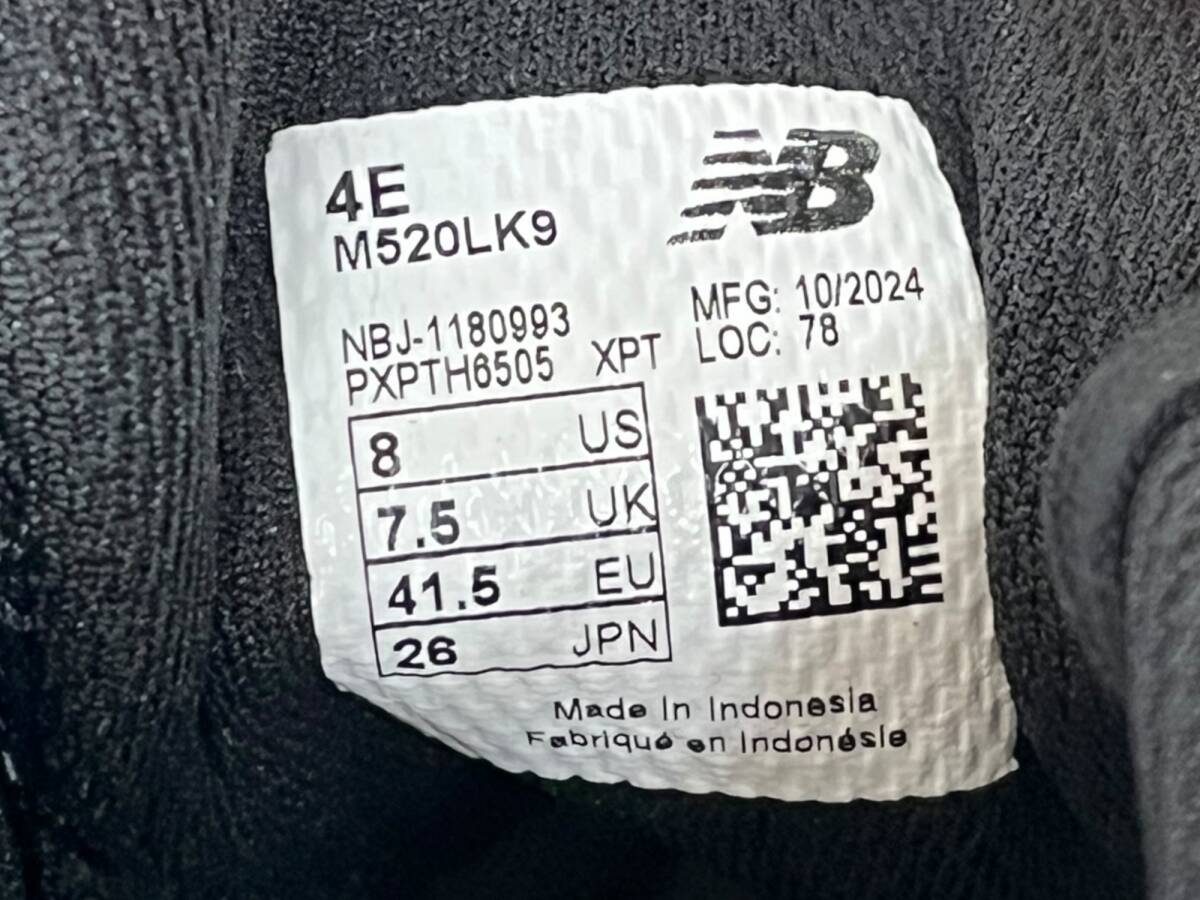 4E
M520LK9
NB
NBJ-1180993
PXPTH6505 XPT
MFG: 10/2024
LOC: 78
8 US
7.5 UK
41.5 EU
26 JPN
Made In Indonesia
Fabriqué en Indonésie